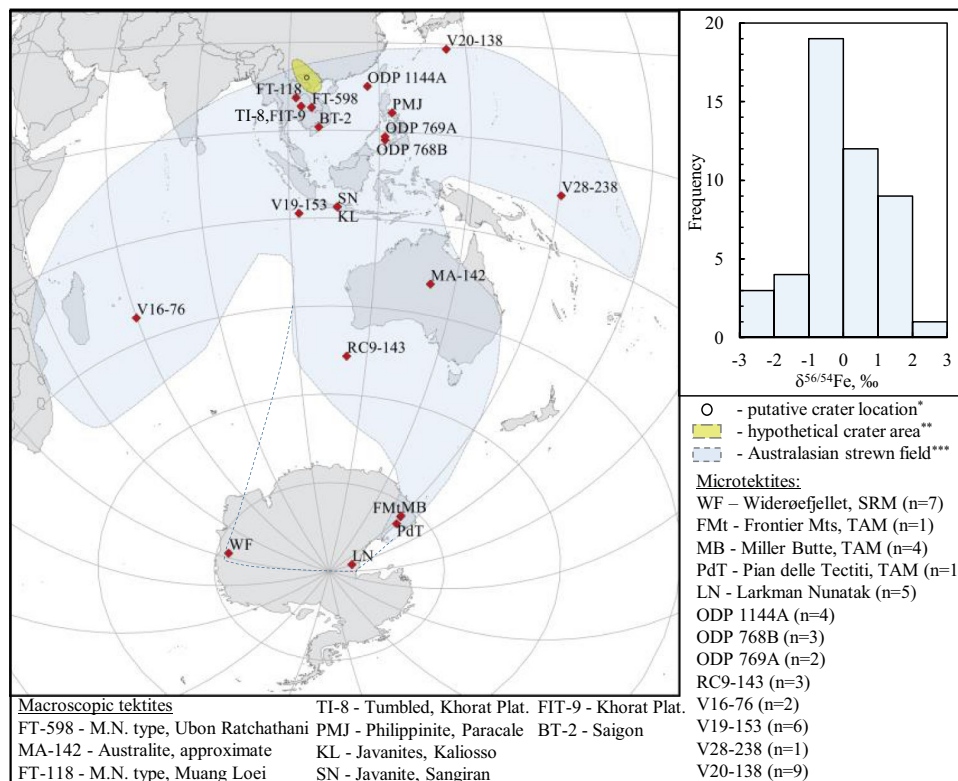 V20-138
ODP 1144A
FT-118
FT-598
PMJ
TI-8,FIT-9
BT-2
ODP 769A
ODP 768B
V28-238
SN
V19-153
KL
MA-142
V16-76
RC9-143
FMt MB
PdT
WF
LN
20
15
10
5
0
Frequency
-3 -2 -1 0 1 2 3
δ56/54Fe, ‰
- putative crater location*
- hypothetical crater area**
- Australasian strewn field***
Microtektites:
WF – Widerøefjellet, SRM (n=7)
FMt - Frontier Mts, TAM (n=1)
MB - Miller Butte, TAM (n=4)
PdT - Pian delle Tectiti, TAM (n=1
LN - Larkman Nunatak (n=5)
ODP 1144A (n=4)
ODP 768B (n=3)
ODP 769A (n=2)
RC9-143 (n=3)
V16-76 (n=2)
V19-153 (n=6)
V28-238 (n=1)
V20-138 (n=9)
Macroscopic tektites
FT-598 - M.N. type, Ubon Ratchathani
MA-142 - Australite, approximate
FT-118 - M.N. type, Muang Loei
TI-8 - Tumbled, Khorat Plat.
PMJ - Philippinite, Paracale
KL - Javanites, Kaliosso
SN - Javanite, Sangiran
FIT-9 - Khorat Plat.
BT-2 - Saigon